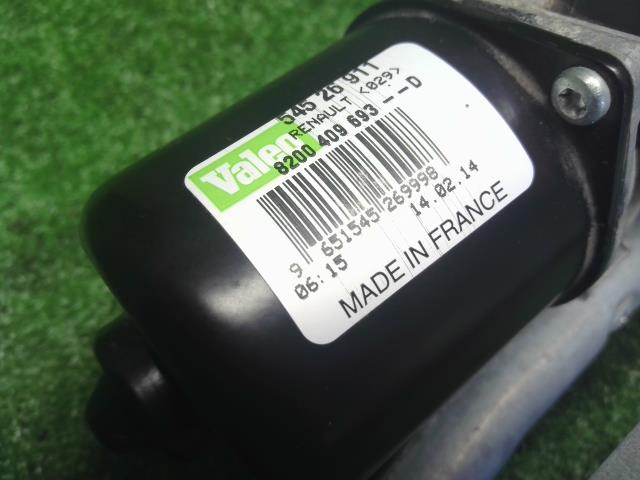 545 26 911
RENAULT <029>
Valeo
8200 409 693 --D
9 651545 269998
06:15 14.02.14
MADE IN FRANCE